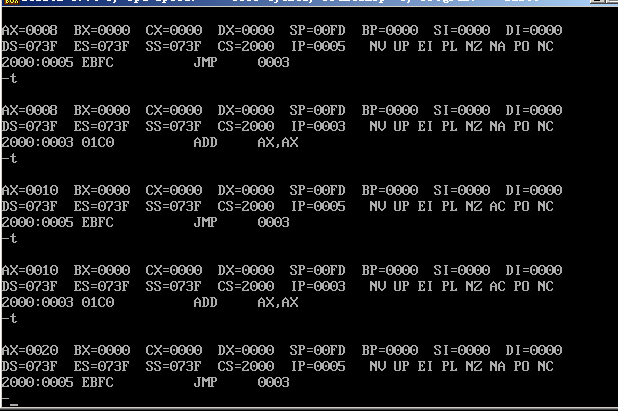 AX=0008  BX=0000  CX=0000  DX=0000  SP=00FD  BP=0000  SI=0000  DI=0000
DS=073F  ES=073F  SS=073F  CS=2000  IP=0005   NV UP EI PL NZ NA PO NC
2000:0005 EBFC          JMP     0003
-t
AX=0008  BX=0000  CX=0000  DX=0000  SP=00FD  BP=0000  SI=0000  DI=0000
DS=073F  ES=073F  SS=073F  CS=2000  IP=0003   NV UP EI PL NZ NA PO NC
2000:0003 01C0          ADD     AX,AX
-t
AX=0010  BX=0000  CX=0000  DX=0000  SP=00FD  BP=0000  SI=0000  DI=0000
DS=073F  ES=073F  SS=073F  CS=2000  IP=0005   NV UP EI PL NZ AC PO NC
2000:0005 EBFC          JMP     0003
-t
AX=0010  BX=0000  CX=0000  DX=0000  SP=00FD  BP=0000  SI=0000  DI=0000
DS=073F  ES=073F  SS=073F  CS=2000  IP=0003   NV UP EI PL NZ AC PO NC
2000:0003 01C0          ADD     AX,AX
-t
AX=0020  BX=0000  CX=0000  DX=0000  SP=00FD  BP=0000  SI=0000  DI=0000
DS=073F  ES=073F  SS=073F  CS=2000  IP=0005   NV UP EI PL NZ NA PO NC
2000:0005 EBFC          JMP     0003
-_